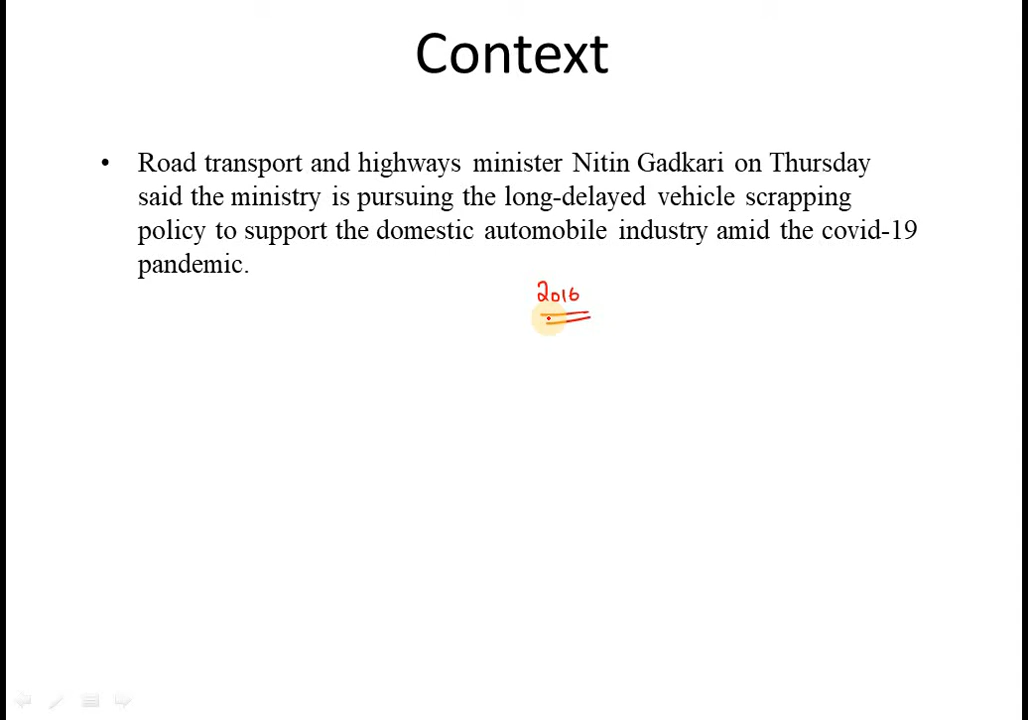 Context
• Road transport and highways minister Nitin Gadkari on Thursday
said the ministry is pursuing the long-delayed vehicle scrapping
policy to support the domestic automobile industry amid the covid-19
pandemic.
2016